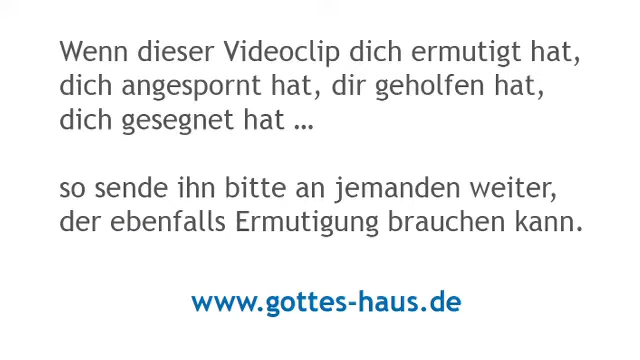 Wenn dieser Videoclip dich ermutigt hat,
dich angespornt hat, dir geholfen hat,
dich gesegnet hat ...
so sende ihn bitte an jemanden weiter,
der ebenfalls Ermutigung brauchen kann.
www.gottes-haus.de